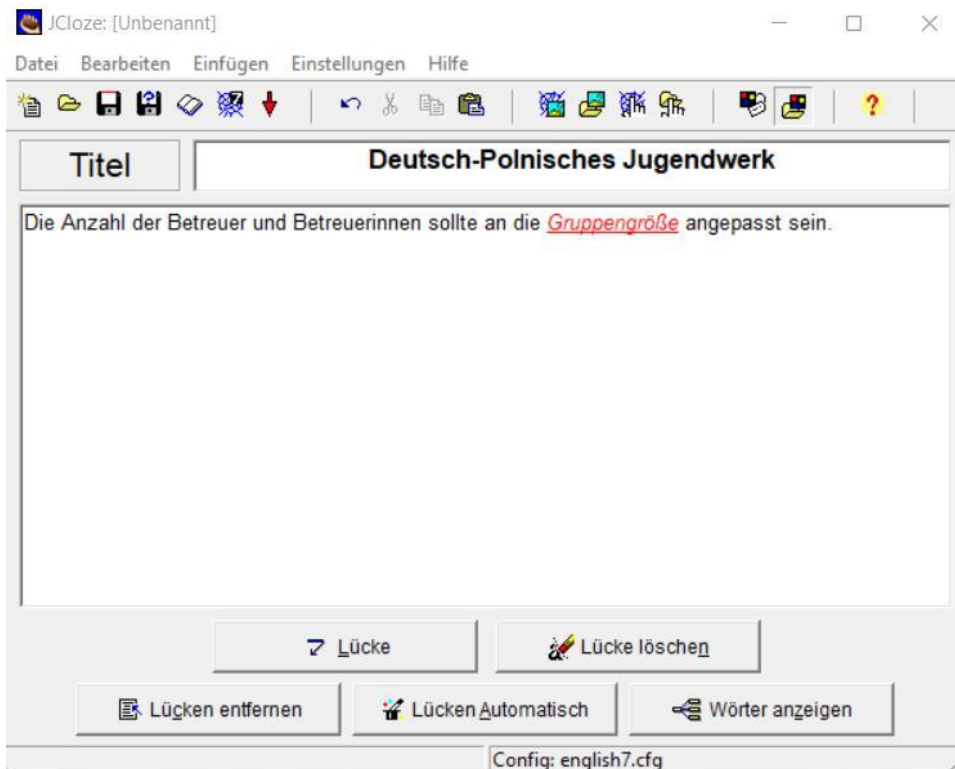 JCloze: [Unbenannt]
Datei Bearbeiten Einfügen Einstellungen Hilfe
Titel Deutsch-Polnisches Jugendwerk
Die Anzahl der Betreuer und Betreuerinnen sollte an die Gruppengröße angepasst sein.
Lücke Lücke löschen
Lücken entfernen Lücken Automatisch Wörter anzeigen
Config: english7.cfg